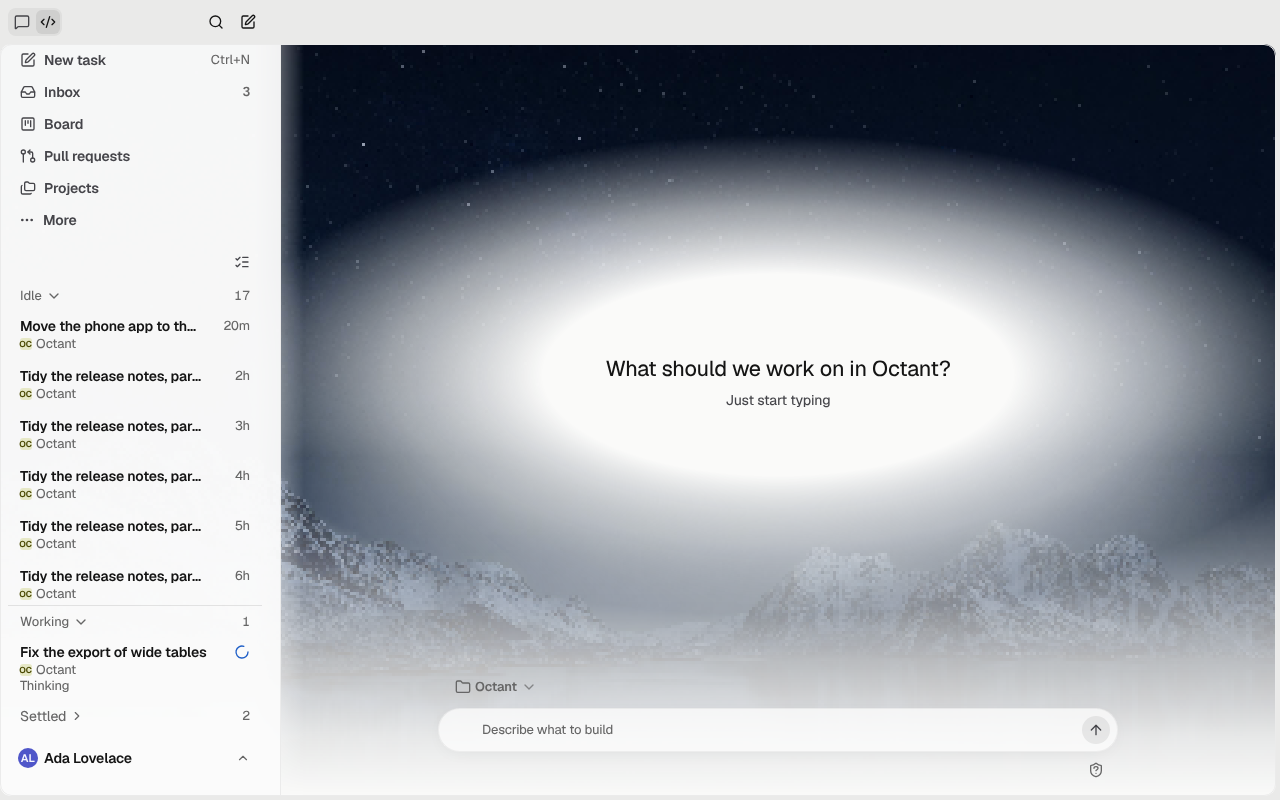 New task Ctrl+N
Inbox 3
Board
Pull requests
Projects
More
Idle 17
Move the phone app to th... 20m
OC Octant
Tidy the release notes, par... 2h
OC Octant
Tidy the release notes, par... 3h
OC Octant
Tidy the release notes, par... 4h
OC Octant
Tidy the release notes, par... 5h
OC Octant
Tidy the release notes, par... 6h
OC Octant
Working 1
Fix the export of wide tables
OC Octant
Thinking
Settled 2
AL Ada Lovelace
What should we work on in Octant?
Just start typing
Octant
Describe what to build